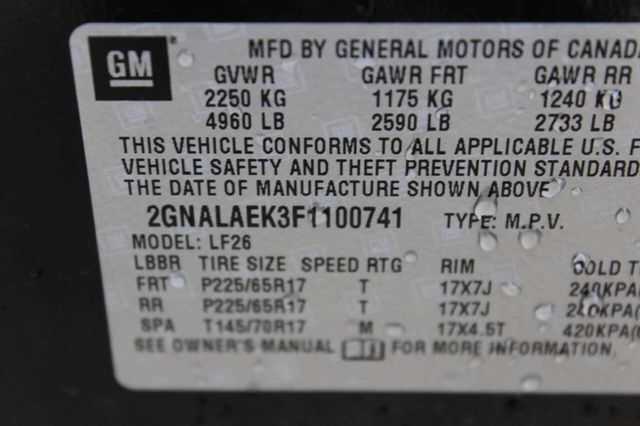 GM
MFD BY GENERAL MOTORS OF CANADA
GVWR GAWR FRT GAWR RR
2250 KG 1175 KG 1240 KG
4960 LB 2590 LB 2733 LB
THIS VEHICLE CONFORMS TO ALL APPLICABLE U.S. F
VEHICLE SAFETY AND THEFT PREVENTION STANDARD
THE DATE OF MANUFACTURE SHOWN ABOVE
2GNALAEK3F1100741 TYPE: M.P.V.
MODEL: LF26
LBBR TIRE SIZE SPEED RTG RIM COLD T
FRT P225/65R17 T 17X7J 240KPA(
RR P225/65R17 T 17X7J 240KPA(
SPA T145/70R17 M 17X4.5T 420KPA(
SEE OWNER'S MANUAL FOR MORE INFORMATION.